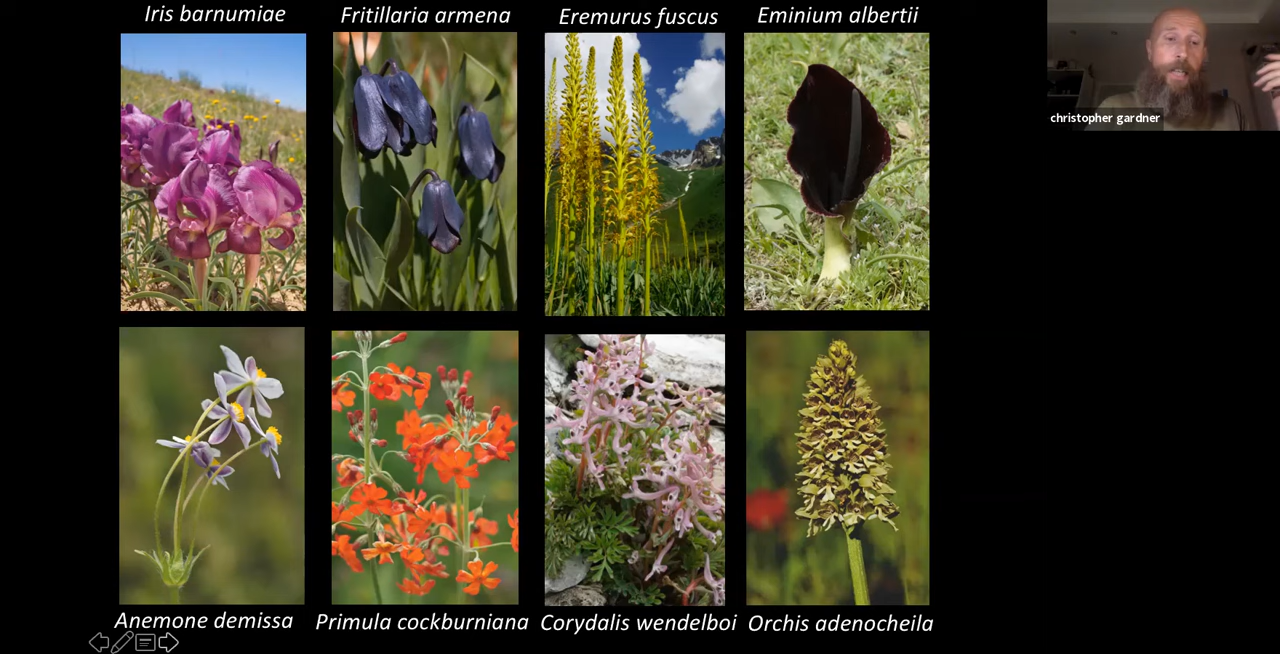 Iris barnumiae
Fritillaria armena
Eremurus fuscus
Eminium albertii
christopher gardner
Anemone demissa
Primula cockburniana
Corydalis wendelboi
Orchis adenocheila